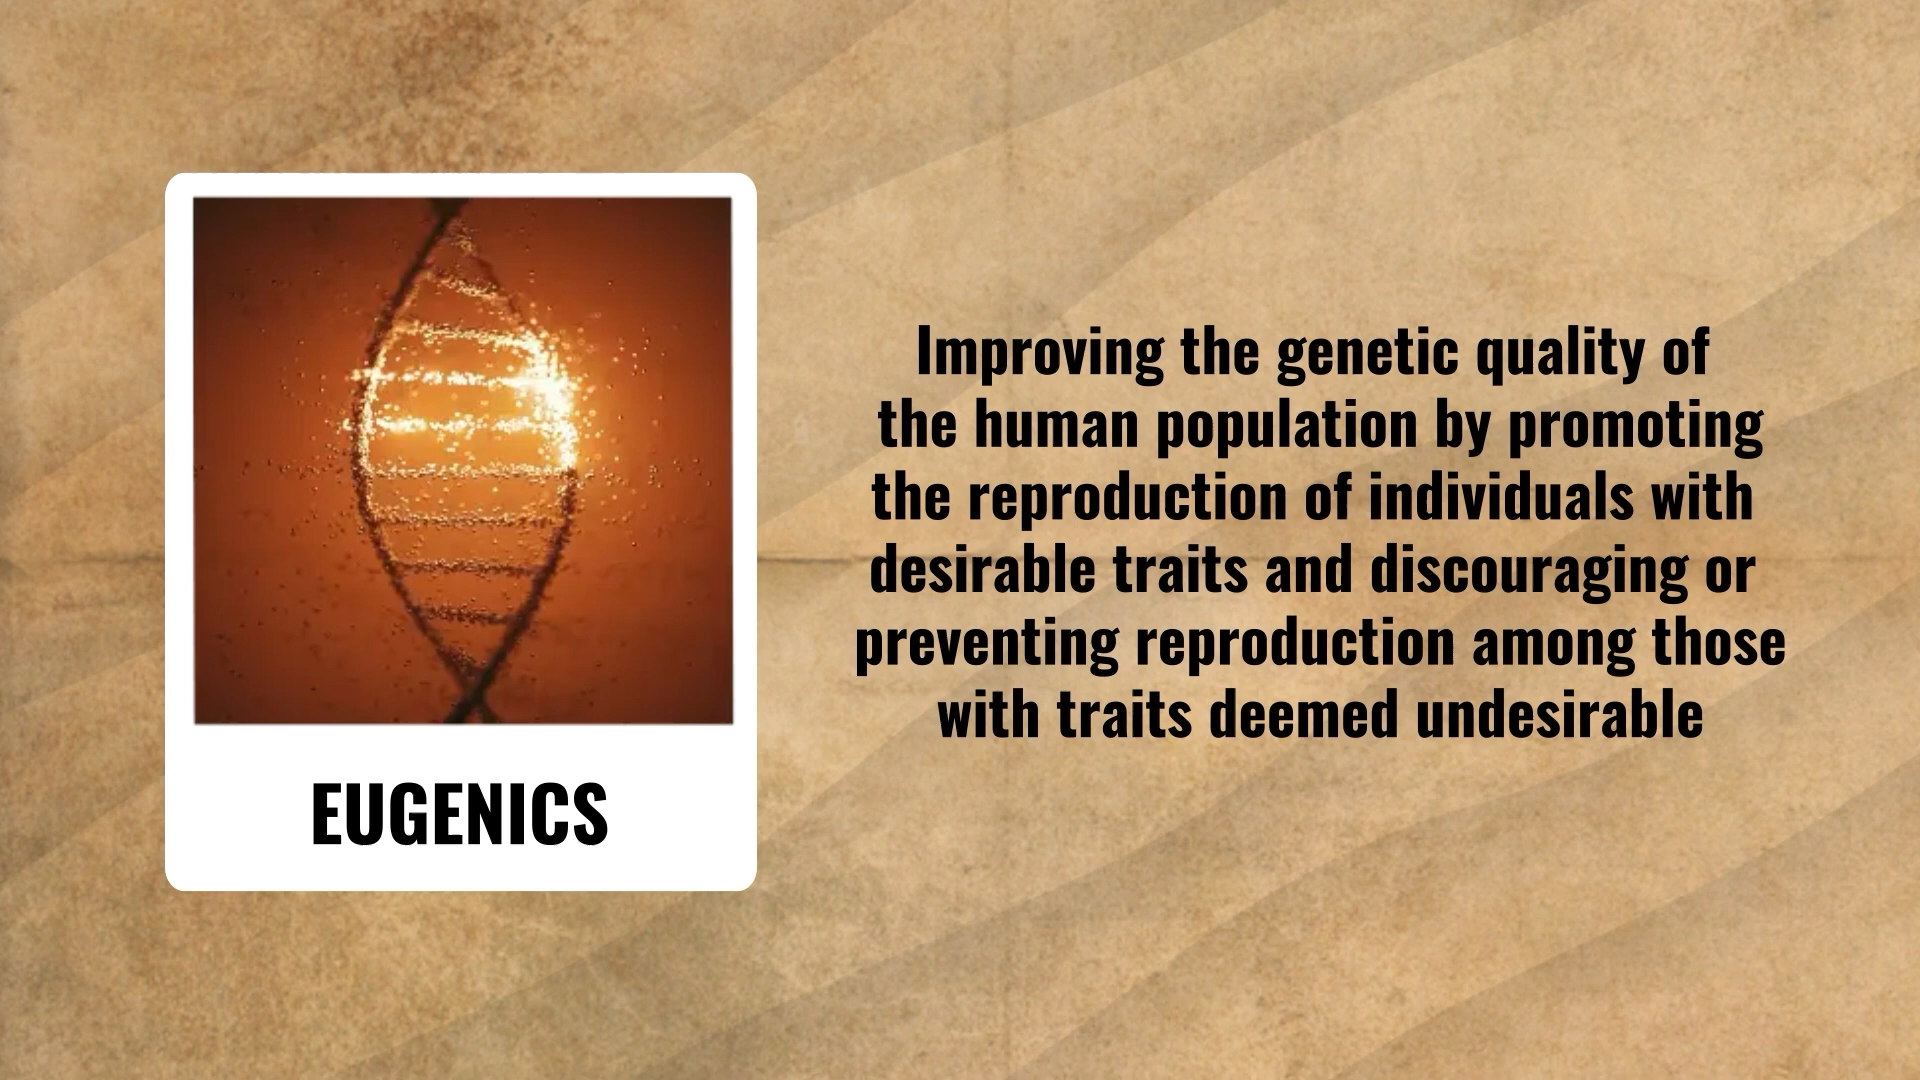 EUGENICS
Improving the genetic quality of
the human population by promoting
the reproduction of individuals with
desirable traits and discouraging or
preventing reproduction among those
with traits deemed undesirable